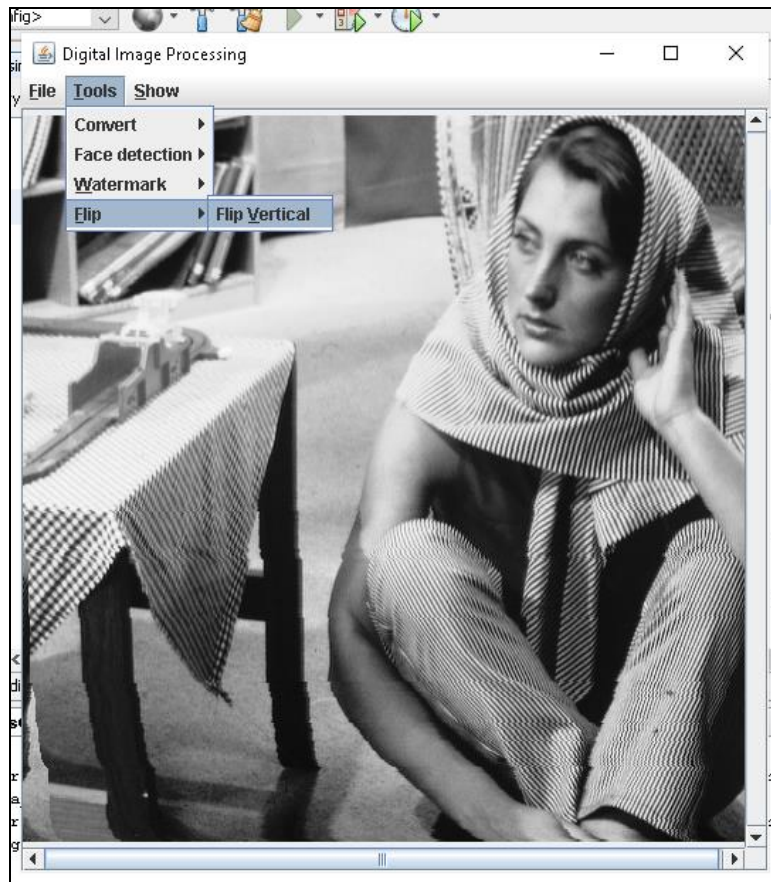 fig>
Digital Image Processing
File Tools Show
Convert
Face detection
Watermark
Flip Flip Vertical